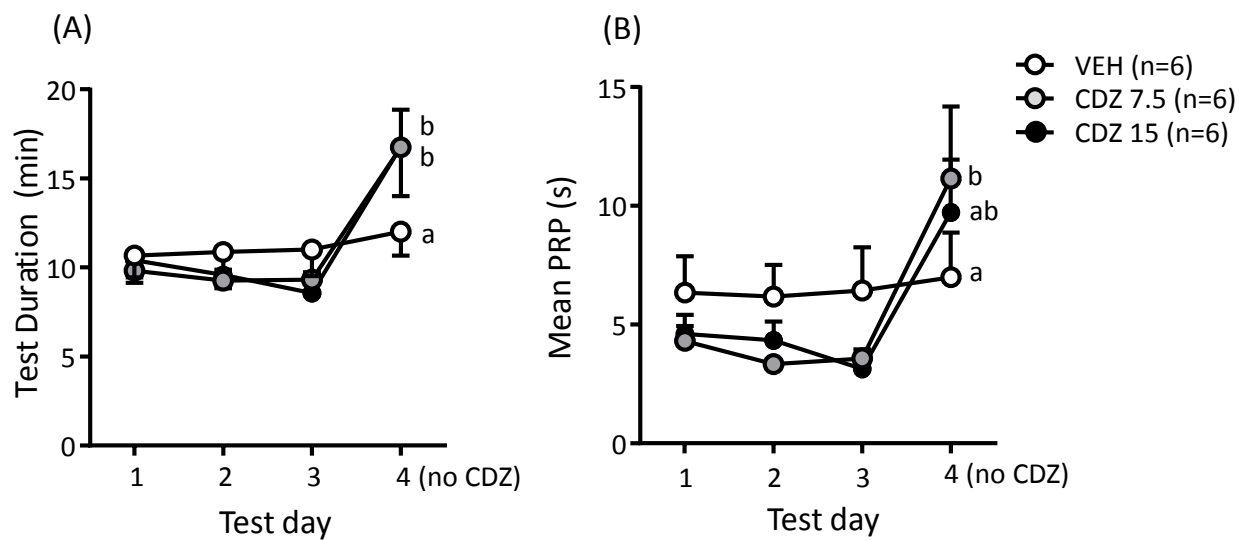 (A)
20
15
10
5
0
Test Duration (min)
b
b
a
1
2
3
4 (no CDZ)
Test day
(B)
15
10
5
0
Mean PRP (s)
b
ab
a
1
2
3
4 (no CDZ)
Test day
VEH (n=6)
CDZ 7.5 (n=6)
CDZ 15 (n=6)